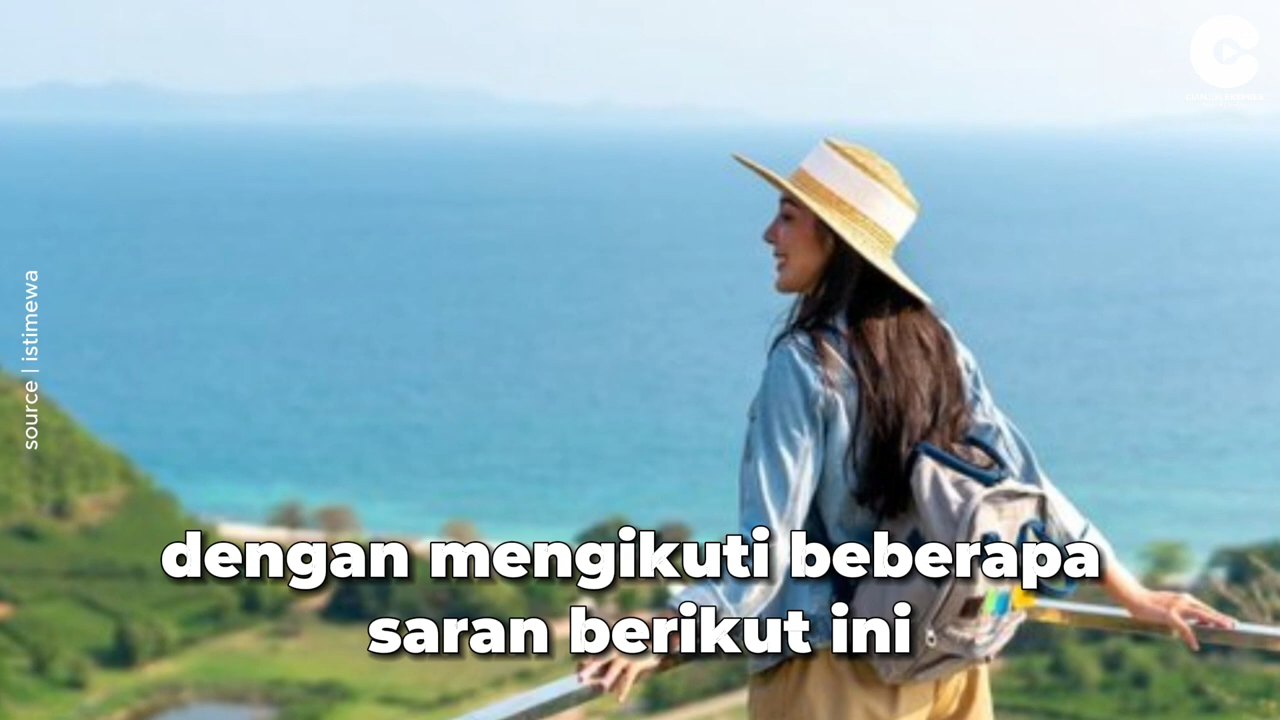 source | istimewa
dengan mengikuti beberapa
saran berikut ini